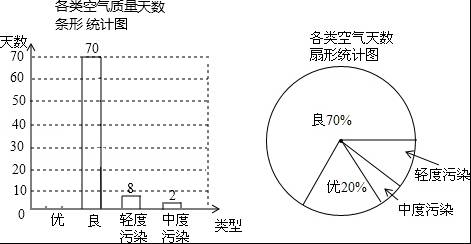 各类空气质量天数
条形 统计图
天数
70
60
50
40
30
20
10
0
70
8
2
优
良
轻度
污染
中度
污染
类型
各类空气天数
扇形统计图
良70%
优20%
轻度污染
中度污染